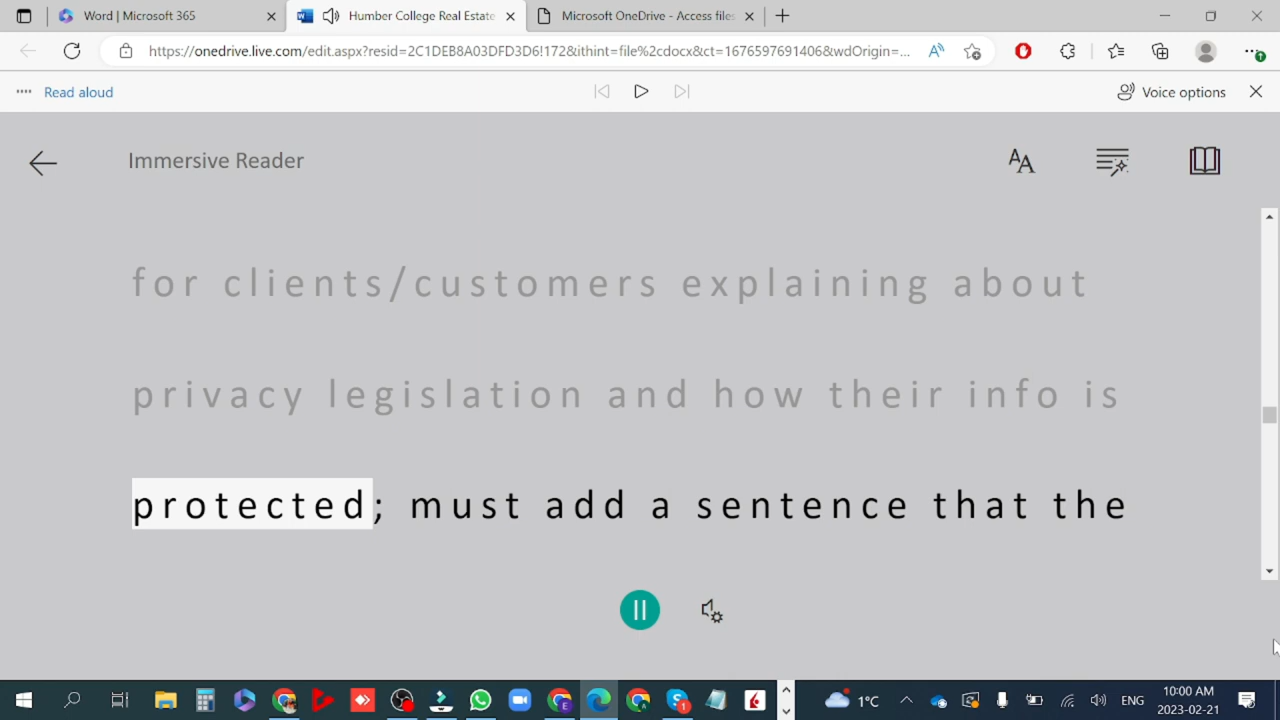 Word | Microsoft 365
Humber College Real Estate
Microsoft OneDrive - Access files
https://onedrive.live.com/edit.aspx?resid=2C1DEB8A03DFD3D6!172&ithint=file%2cdocx&ct=1676597691406&wdOrigin=...
Read aloud
Voice options
Immersive Reader
for clients/customers explaining about
privacy legislation and how their info is
protected; must add a sentence that the
1°C
ENG
10:00 AM
2023-02-21